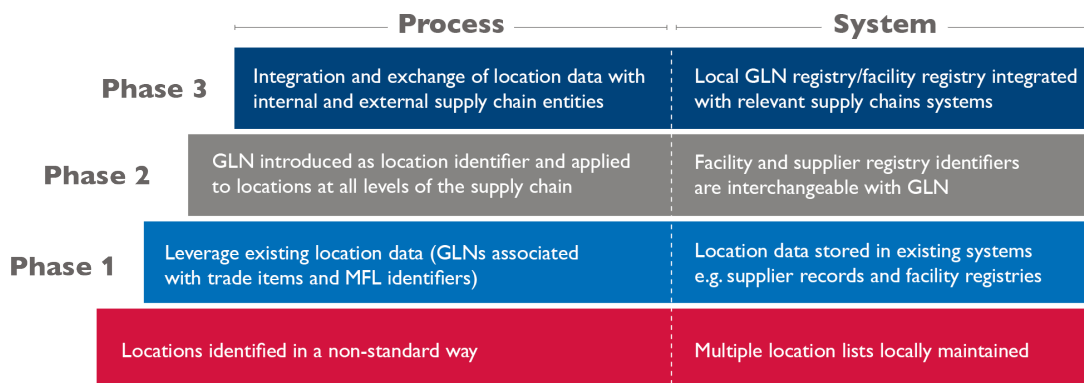 Process
System
Phase 3
Integration and exchange of location data with
internal and external supply chain entities
Local GLN registry/facility registry integrated
with relevant supply chains systems
Phase 2
GLN introduced as location identifier and applied
to locations at all levels of the supply chain
Facility and supplier registry identifiers
are interchangeable with GLN
Phase 1
Leverage existing location data (GLNs associated
with trade items and MFL identifiers)
Location data stored in existing systems
e.g. supplier records and facility registries
Locations identified in a non-standard way
Multiple location lists locally maintained